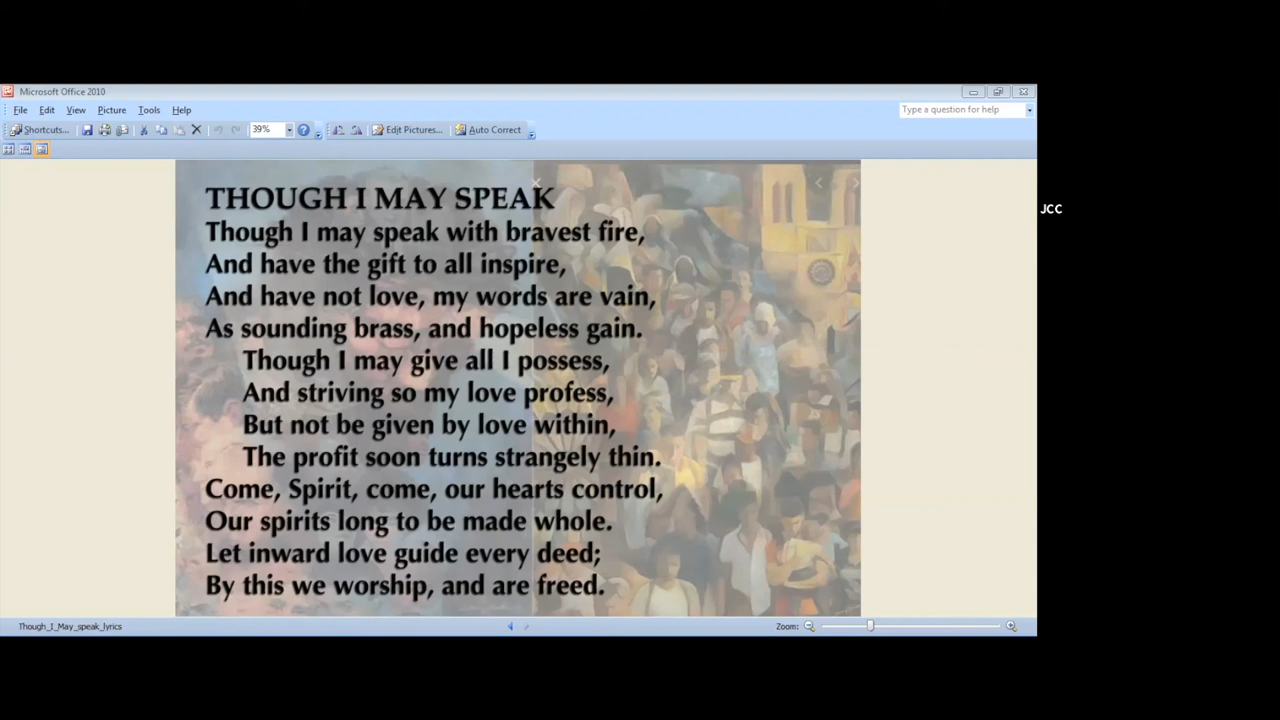 Microsoft Office 2010
File Edit View Picture Tools Help
Type a question for help
Shortcuts... 39% Edit Pictures... Auto Correct
THOUGH I MAY SPEAK
Though I may speak with bravest fire,
And have the gift to all inspire,
And have not love, my words are vain,
As sounding brass, and hopeless gain.
Though I may give all I possess,
And striving so my love profess,
But not be given by love within,
The profit soon turns strangely thin.
Come, Spirit, come, our hearts control,
Our spirits long to be made whole.
Let inward love guide every deed;
By this we worship, and are freed.
JCC
Though_I_May_speak_lyrics
Zoom: